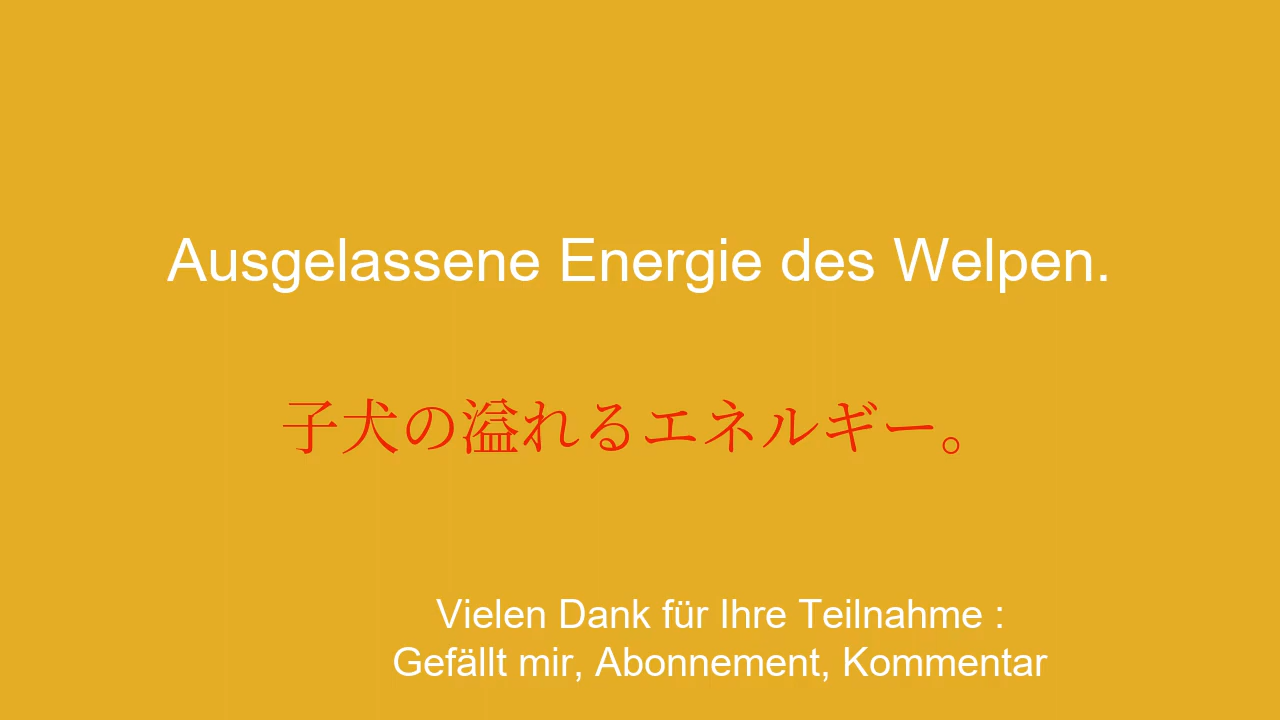 Ausgelassene Energie des Welpen.
子犬の溢れるエネルギー。
Vielen Dank für Ihre Teilnahme :
Gefällt mir, Abonnement, Kommentar